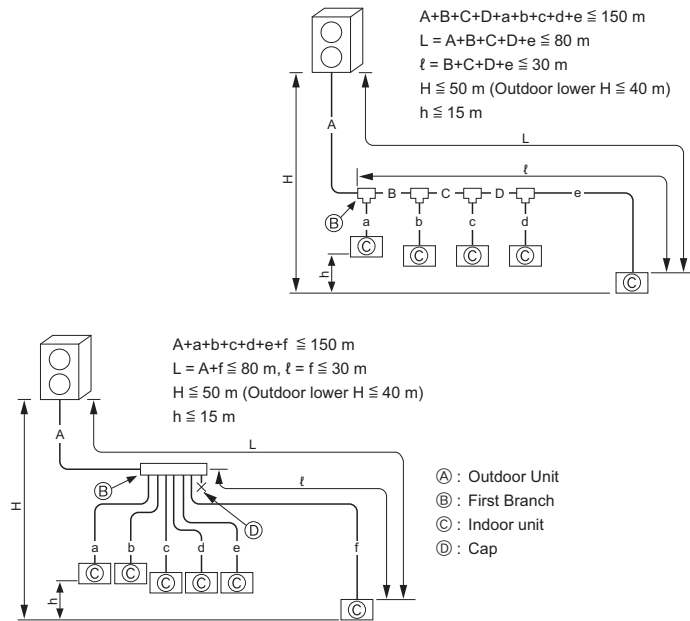 A+B+C+D+a+b+c+d+e ≦ 150 m
L = A+B+C+D+e ≦ 80 m
ℓ = B+C+D+e ≦ 30 m
H ≦ 50 m (Outdoor lower H ≦ 40 m)
h ≦ 15 m
A
L
H
ℓ
B C D e
Ⓑ
a b c d
Ⓒ Ⓒ Ⓒ Ⓒ
h
Ⓒ
A+a+b+c+d+e+f ≦ 150 m
L = A+f ≦ 80 m, ℓ = f ≦ 30 m
H ≦ 50 m (Outdoor lower H ≦ 40 m)
h ≦ 15 m
A
L
H
Ⓑ
ℓ
Ⓓ
a b c d e f
Ⓒ Ⓒ Ⓒ Ⓒ Ⓒ
h
Ⓒ
Ⓐ : Outdoor Unit
Ⓑ : First Branch
Ⓒ : Indoor unit
Ⓓ : Cap